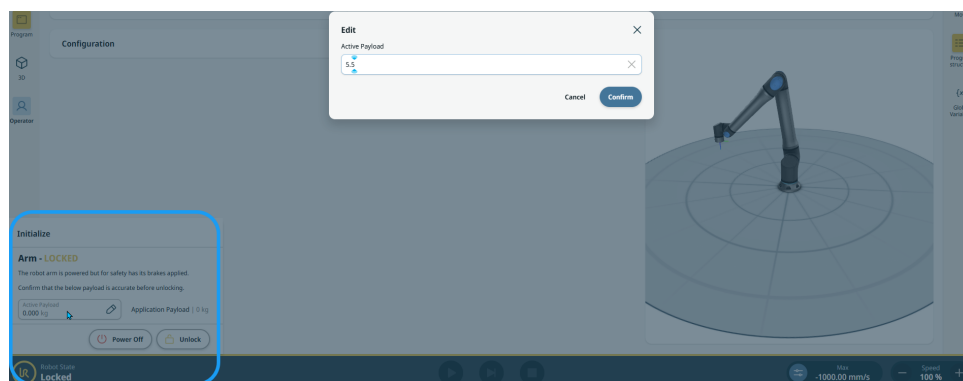 Program
Configuration
3D
Operator
Edit
Active Payload
5.5
Cancel
Confirm
Initialize
Arm - LOCKED
The robot arm is powered but for safety has its brakes applied.
Confirm that the below payload is accurate before unlocking.
Active Payload
0.000 kg
Application Payload | 0 kg
Power Off
Unlock
Robot State
Locked
Max
-1000.00 mm/s
Speed
100 %